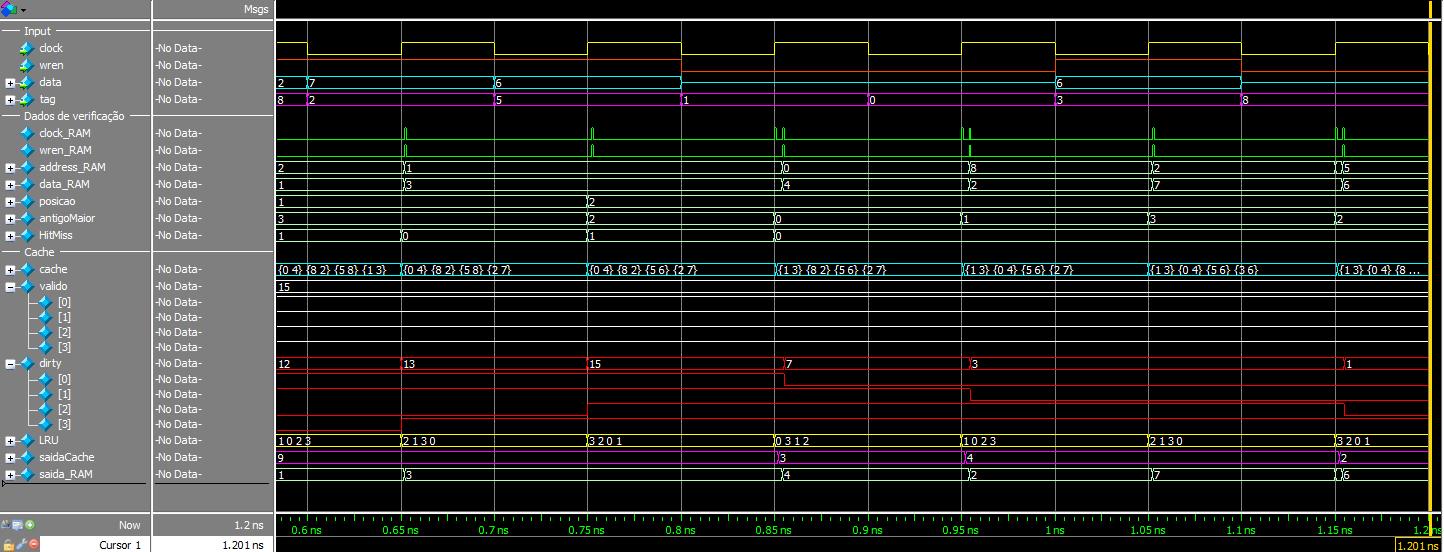 Msgs
Input
clock -No Data-
wren -No Data-
data -No Data- 2 7 6 6
tag -No Data- 8 2 5 1 0 3 8
Dados de verificação
clock_RAM -No Data-
wren_RAM -No Data-
address_RAM -No Data- 2 1 0 8 2 5
data_RAM -No Data- 1 3 4 2 7 6
posicao -No Data- 1 2
antigoMaior -No Data- 3 2 0 1 3 2
HitMiss -No Data- 1 0 1 0
Cache
cache -No Data- {0 4} {8 2} {5 8} {1 3} {0 4} {8 2} {5 8} {2 7} {0 4} {8 2} {5 6} {2 7} {1 3} {8 2} {5 6} {2 7} {1 3} {0 4} {5 6} {2 7} {1 3} {0 4} {5 6} {3 6} {1 3} {0 4} {8 ...
valido -No Data- 15
[0] -No Data-
[1] -No Data-
[2] -No Data-
[3] -No Data-
dirty -No Data- 12 13 15 7 3 1
[0] -No Data-
[1] -No Data-
[2] -No Data-
[3] -No Data-
LRU -No Data- 1 0 2 3 2 1 3 0 3 2 0 1 0 3 1 2 1 0 2 3 2 1 3 0 3 2 0 1
saidaCache -No Data- 9 3 4 2
saida_RAM -No Data- 1 3 4 2 7 6
Now 1.2 ns 0.6 ns 0.65 ns 0.7 ns 0.75 ns 0.8 ns 0.85 ns 0.9 ns 0.95 ns 1 ns 1.05 ns 1.1 ns 1.15 ns 1.2 ns
Cursor 1 1.201 ns 1.201 ns